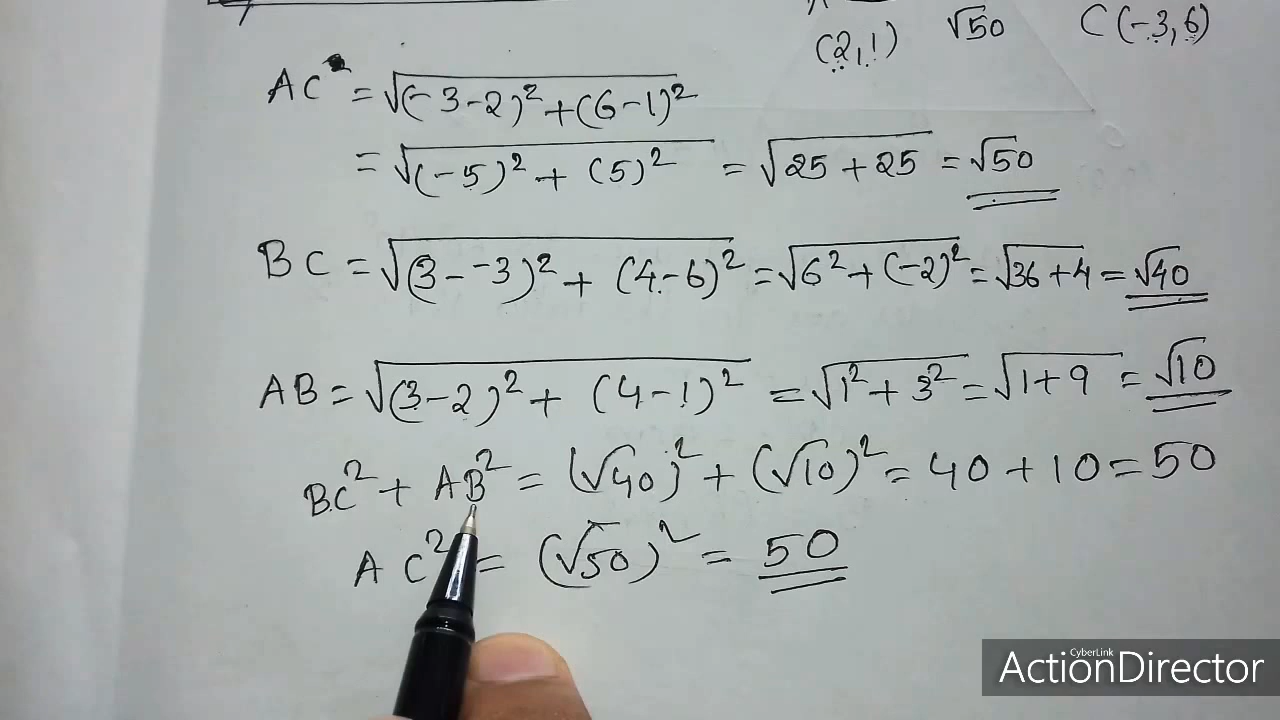 (2,1) √50 C(-3,6)
AC = √(-3-2)² + (6-1)²
= √(-5)² + (5)² = √25 + 25 = √50
BC = √(3--3)² + (4-6)² = √6² + (-2)² = √36+4 = √40
AB = √(3-2)² + (4-1)² = √1² + 3² = √1+9 = √10
BC² + AB² = (√40)² + (√10)² = 40 + 10 = 50
AC² = (√50)² = 50
CyberLink
ActionDirector